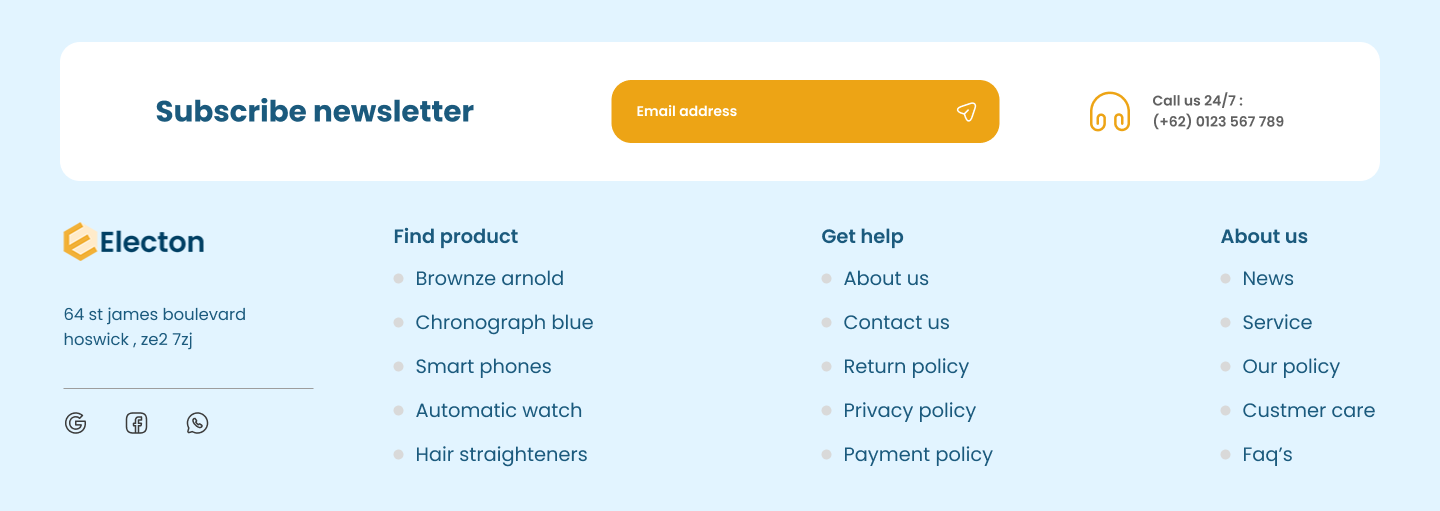 Subscribe newsletter
Email address
Call us 24/7 :
(+62) 0123 567 789
Electon
64 st james boulevard
hoswick , ze2 7zj
Find product
Brownze arnold
Chronograph blue
Smart phones
Automatic watch
Hair straighteners
Get help
About us
Contact us
Return policy
Privacy policy
Payment policy
About us
News
Service
Our policy
Custmer care
Faq’s